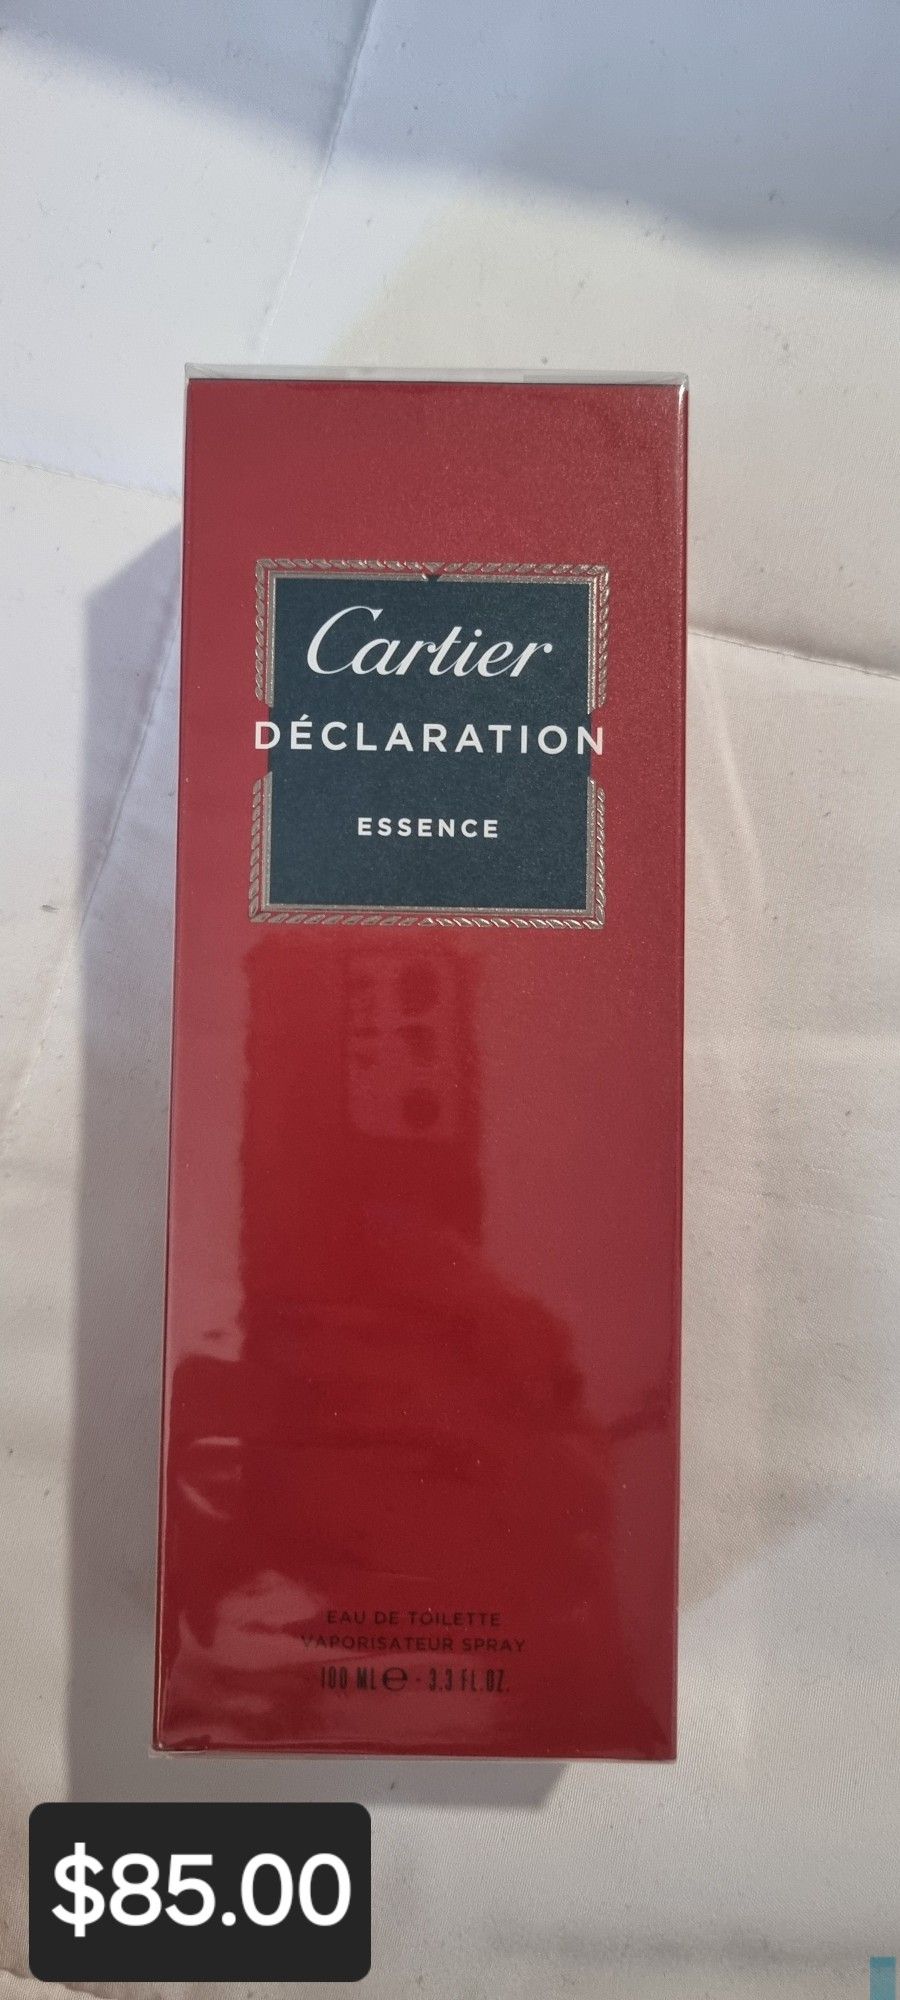 Cartier
DÉCLARATION
ESSENCE
EAU DE TOILETTE
VAPORISATEUR SPRAY
100 ML ℮ - 3.3 FL.OZ.
$85.00